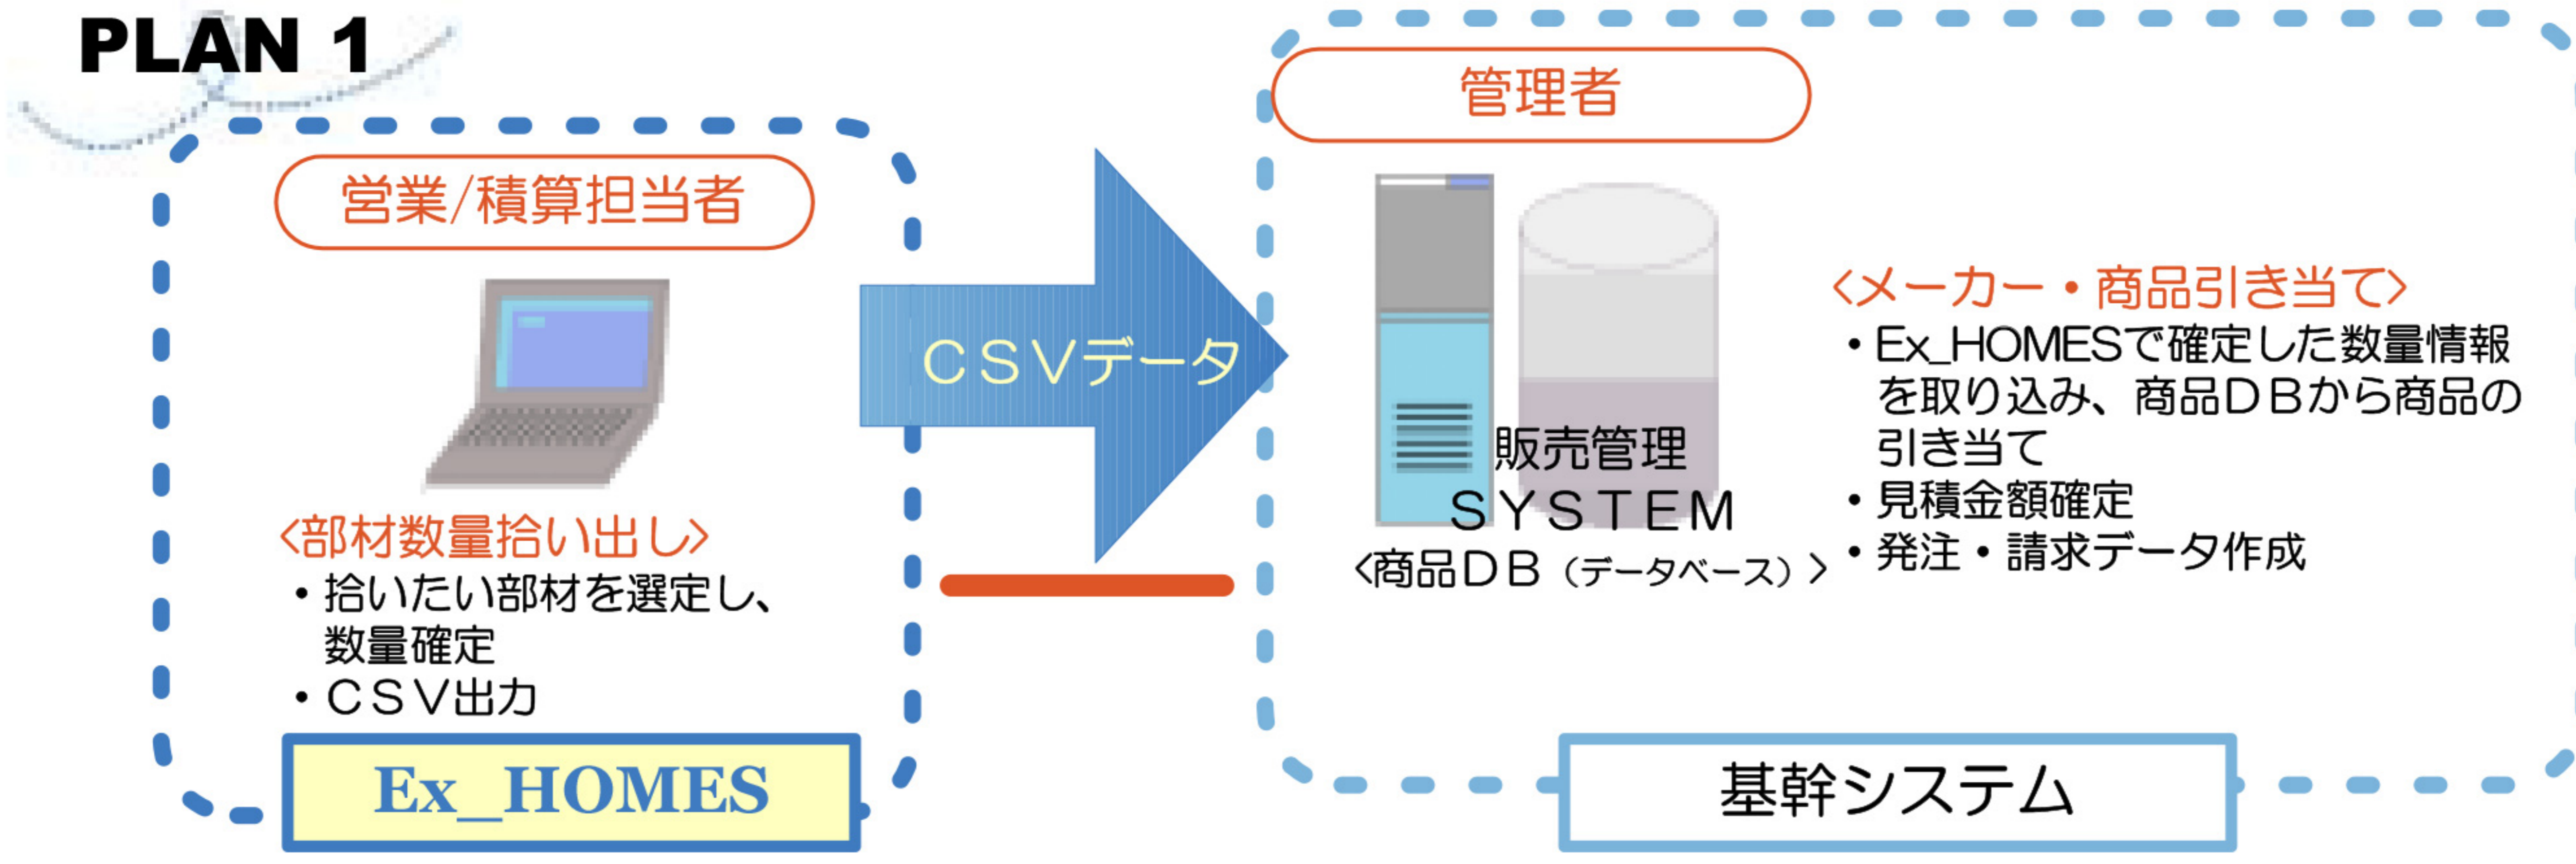 PLAN 1
営業/積算担当者
<部材数量拾い出し>
・拾いたい部材を選定し、
数量確定
・ＣＳＶ出力
Ex_HOMES
ＣＳＶデータ
管理者
販売管理
ＳＹＳＴＥＭ
<商品ＤＢ（データベース）>
<メーカー・商品引き当て>
・Ex_HOMESで確定した数量情報
を取り込み、商品ＤＢから商品の
引き当て
・見積金額確定
・発注・請求データ作成
基幹システム